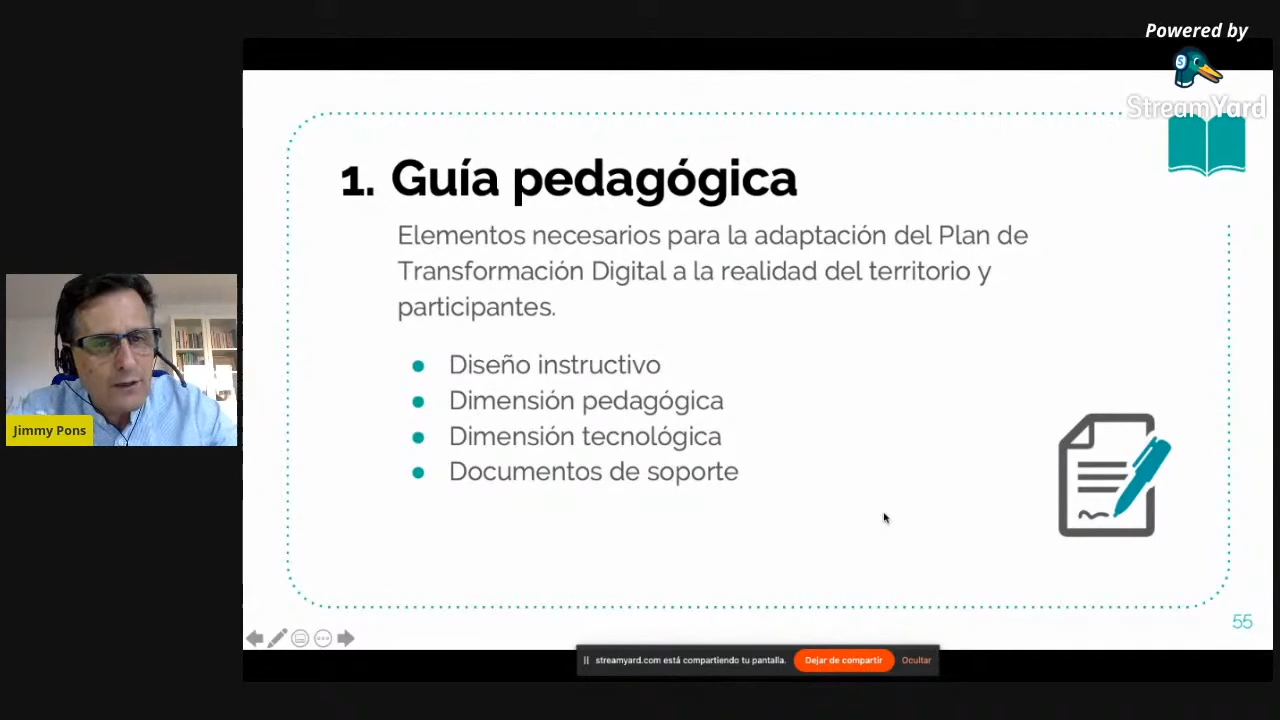 Powered by
StreamYard
1. Guía pedagógica
Elementos necesarios para la adaptación del Plan de
Transformación Digital a la realidad del territorio y
participantes.
Diseño instructivo
Dimensión pedagógica
Dimensión tecnológica
Documentos de soporte
Jimmy Pons
55
streamyard.com está compartiendo tu pantalla.
Dejar de compartir
Ocultar